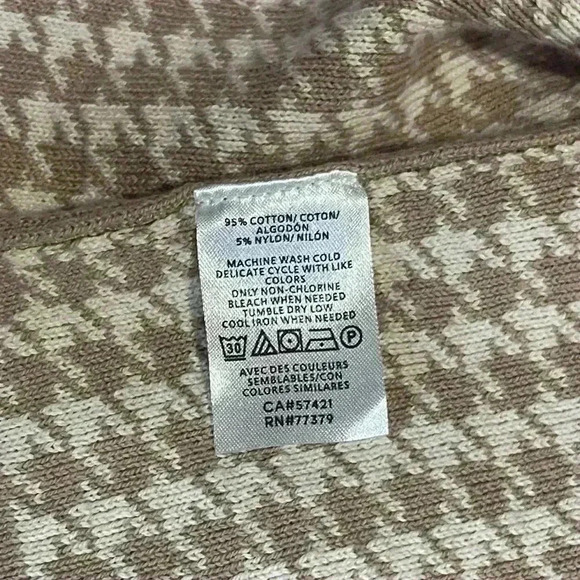 95% COTTON/ COTON/
ALGODÓN
5% NYLON/ NILÓN
MACHINE WASH COLD
DELICATE CYCLE WITH LIKE
COLORS
ONLY NON-CHLORINE
BLEACH WHEN NEEDED
TUMBLE DRY LOW
COOL IRON WHEN NEEDED
30 P
AVEC DES COULEURS
SEMBLABLES/CON
COLORES SIMILARES
CA#57421
RN#77379